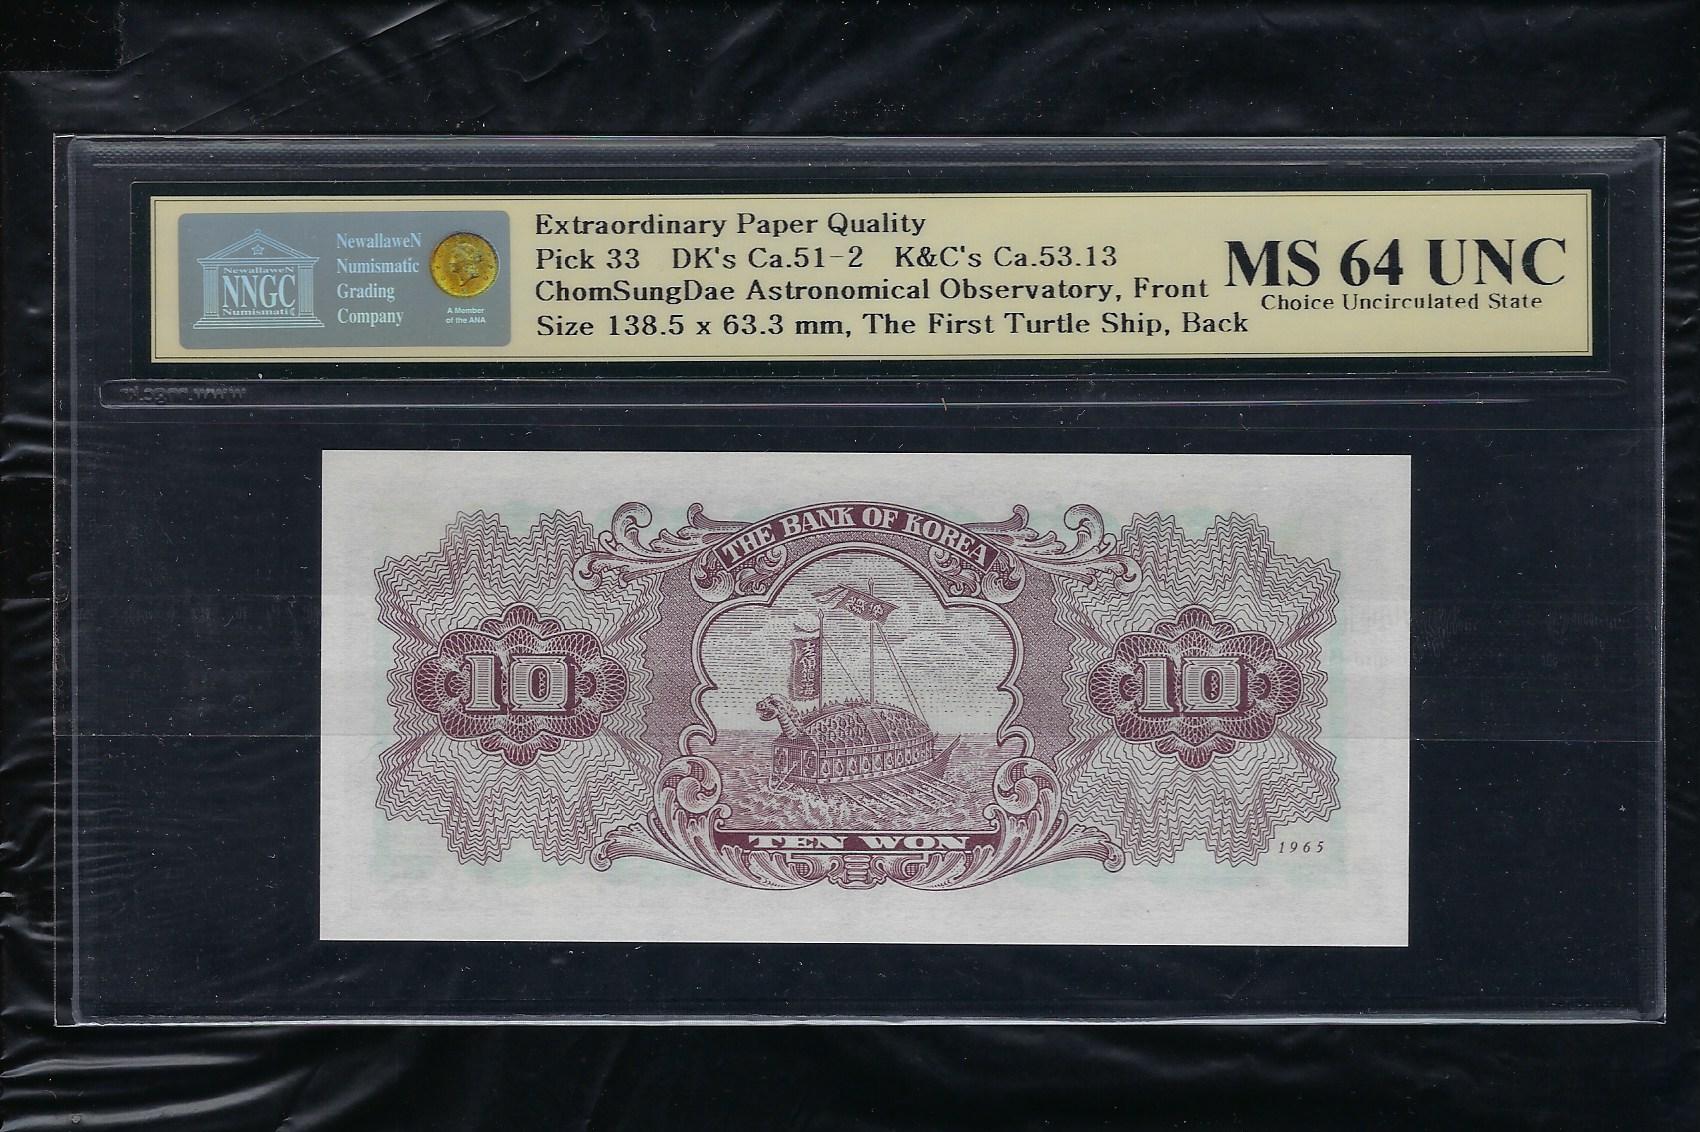 NewallaweN
Numismatic
Grading
Company
A Member
of the ANA
NewallaweN
NNGC
Numismatic
Extraordinary Paper Quality
Pick 33 DK's Ca.51-2 K&C's Ca.53.13
ChomSungDae Astronomical Observatory, Front
Size 138.5 x 63.3 mm, The First Turtle Ship, Back
MS 64 UNC
Choice Uncirculated State
THE BANK OF KOREA
10
10
TEN WON
1965